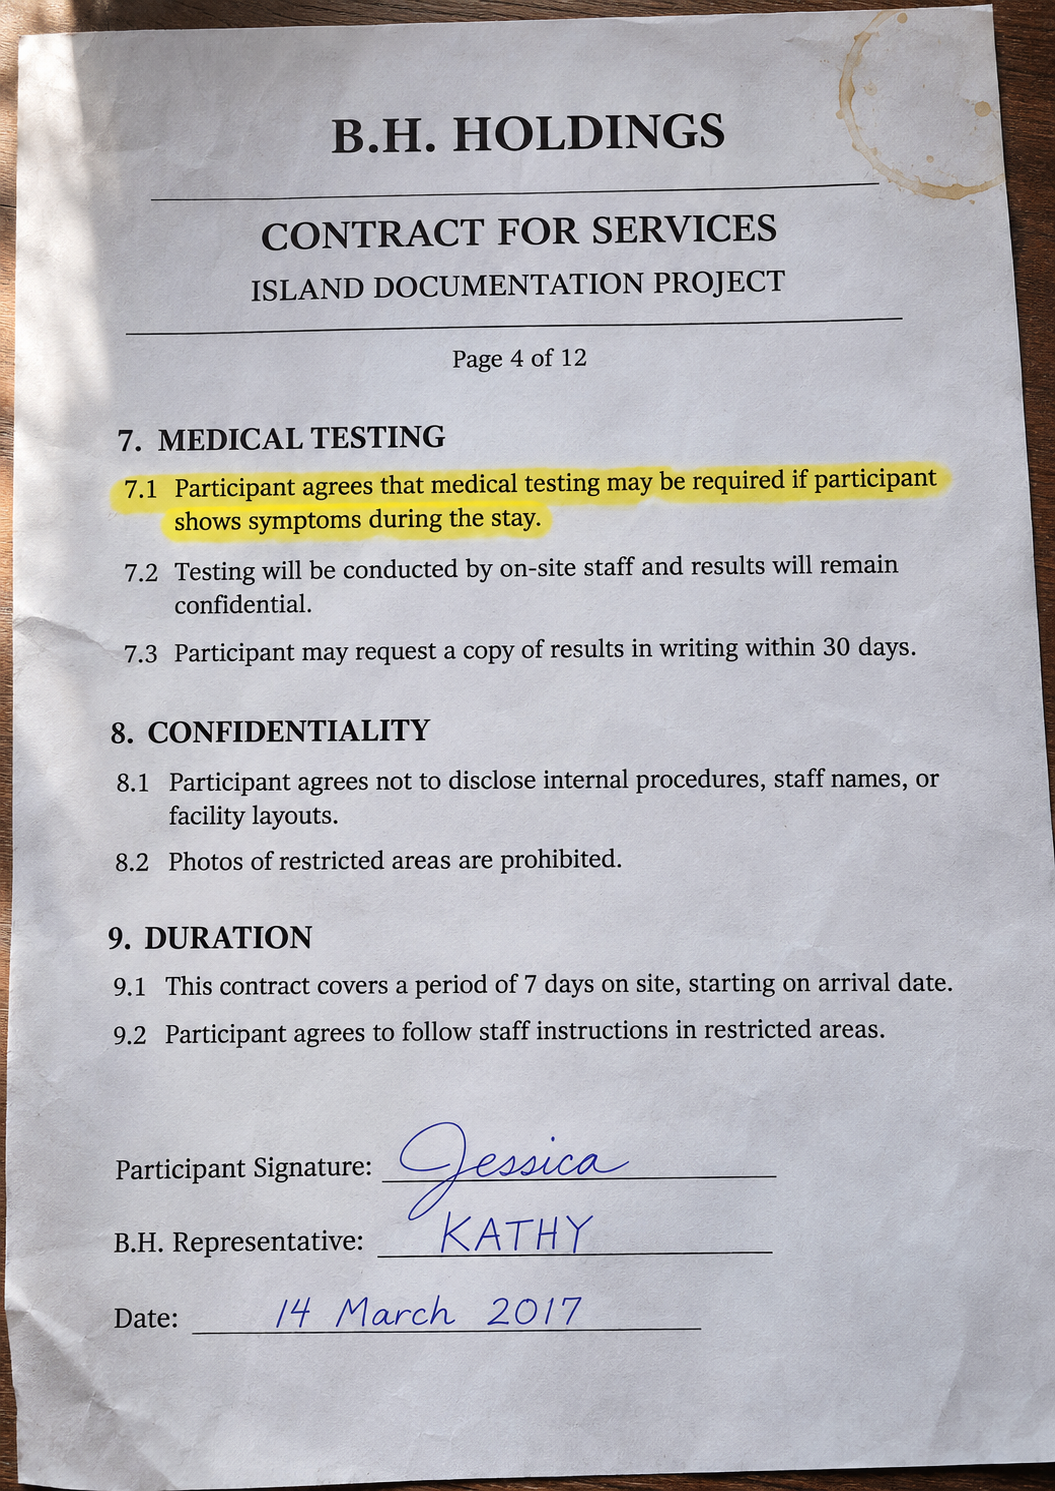 B.H. HOLDINGS
CONTRACT FOR SERVICES
ISLAND DOCUMENTATION PROJECT
Page 4 of 12
7. MEDICAL TESTING
7.1 Participant agrees that medical testing may be required if participant
shows symptoms during the stay.
7.2 Testing will be conducted by on-site staff and results will remain
confidential.
7.3 Participant may request a copy of results in writing within 30 days.
8. CONFIDENTIALITY
8.1 Participant agrees not to disclose internal procedures, staff names, or
facility layouts.
8.2 Photos of restricted areas are prohibited.
9. DURATION
9.1 This contract covers a period of 7 days on site, starting on arrival date.
9.2 Participant agrees to follow staff instructions in restricted areas.
Participant Signature: Jessica
B.H. Representative: KATHY
Date: 14 March 2017